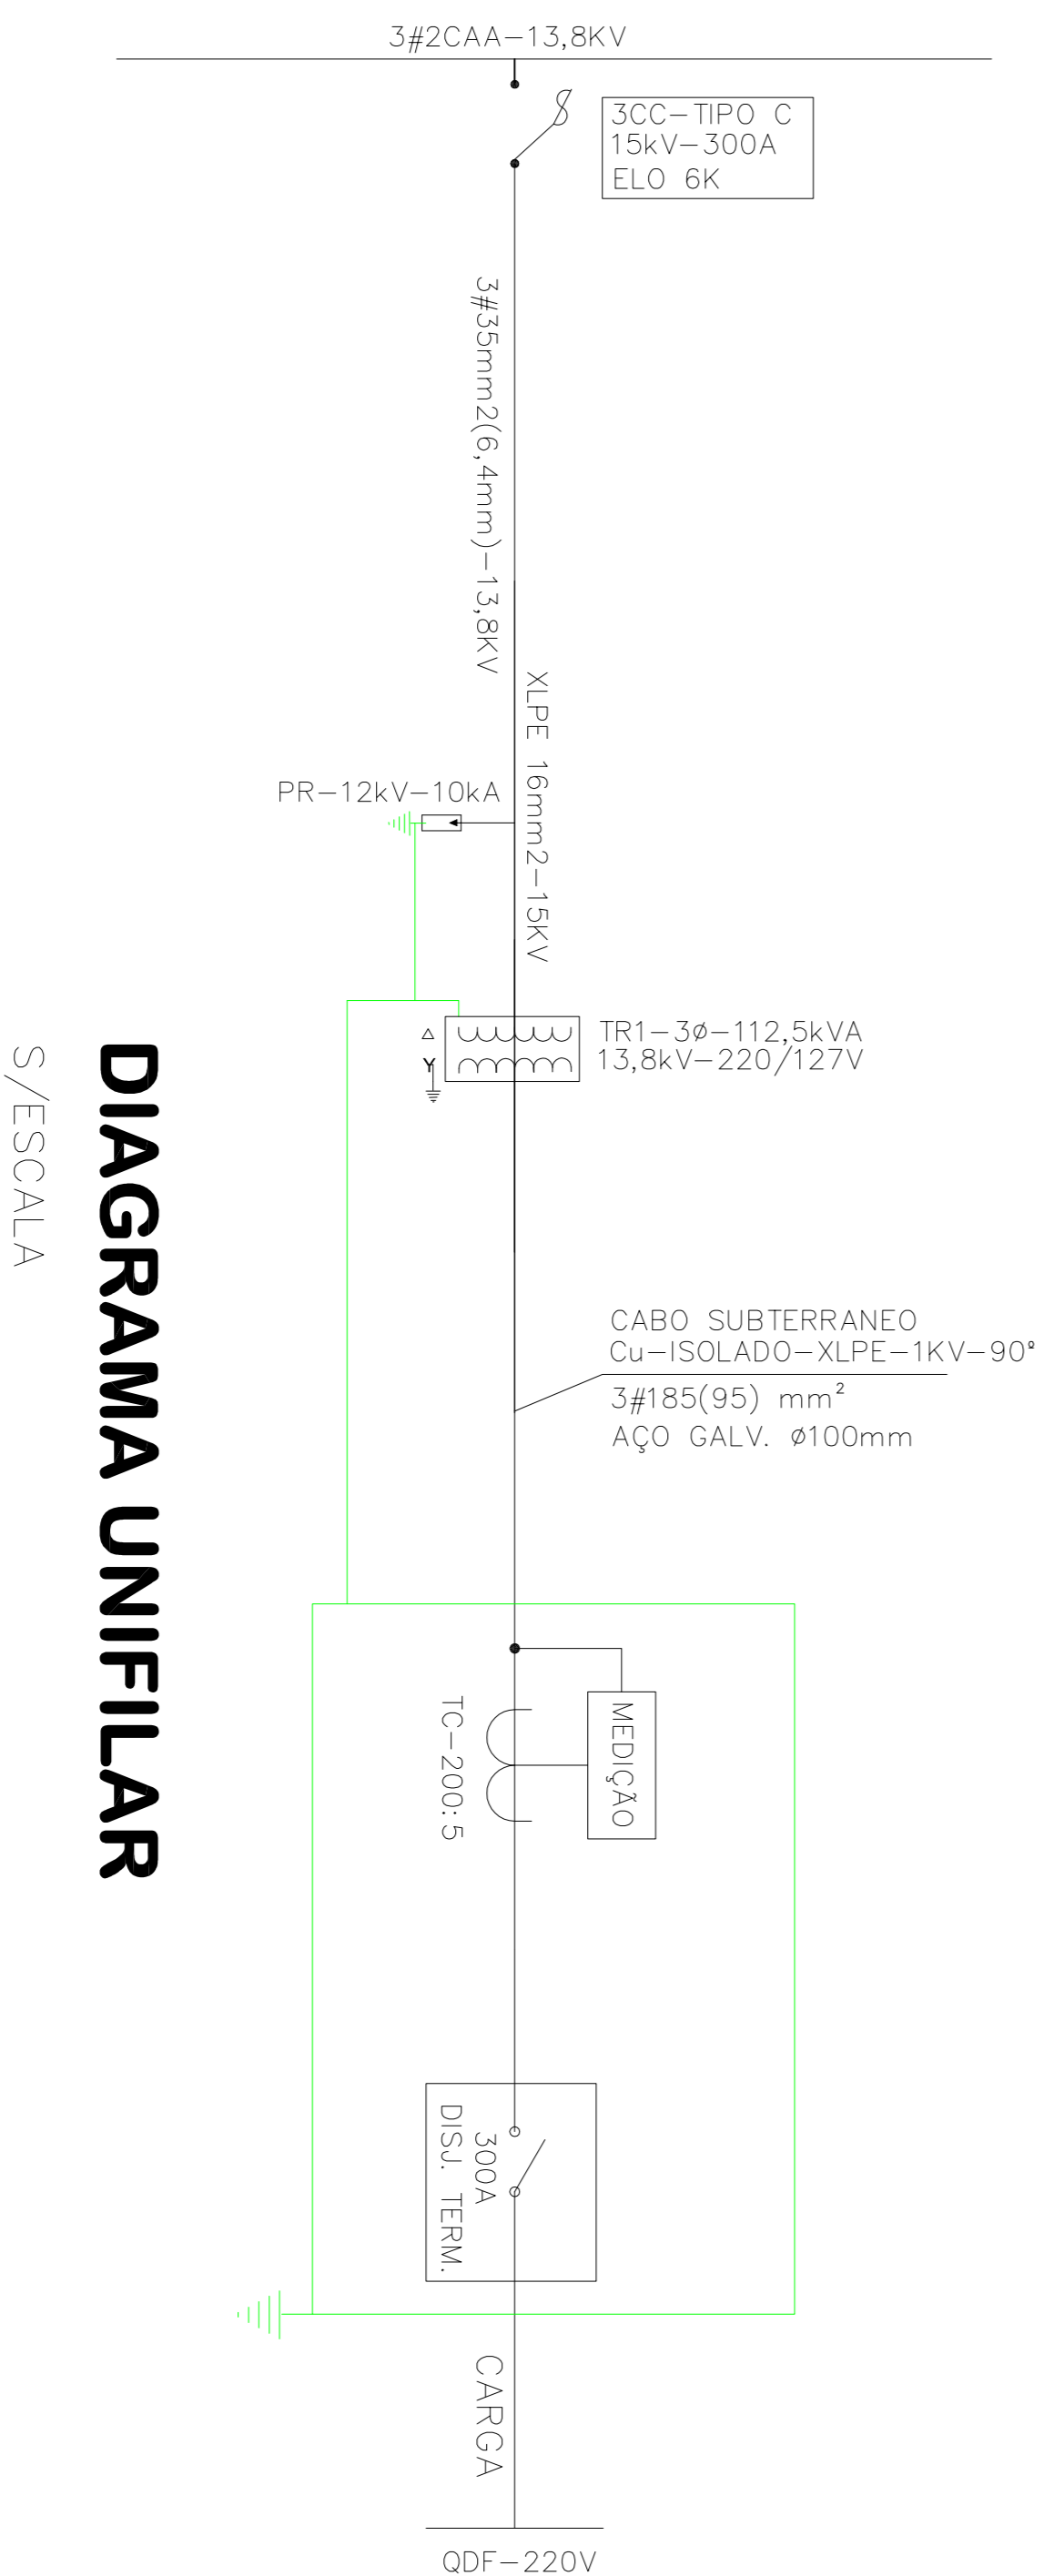 3#2CAA-13,8KV
3CC-TIPO C
15kV-300A
ELO 6K
3#35mm2(6,4mm)-13,8KV
XLPE 16mm2-15KV
PR-12kV-10kA
TR1-3ø-112,5kVA
13,8kV-220/127V
Δ
Y
DIAGRAMA UNIFILAR
S/ESCALA
CABO SUBTERRANEO
Cu-ISOLADO-XLPE-1KV-90º
3#185(95) mm²
AÇO GALV. ø100mm
MEDIÇÃO
TC-200:5
300A
DISJ. TERM.
CARGA
QDF-220V